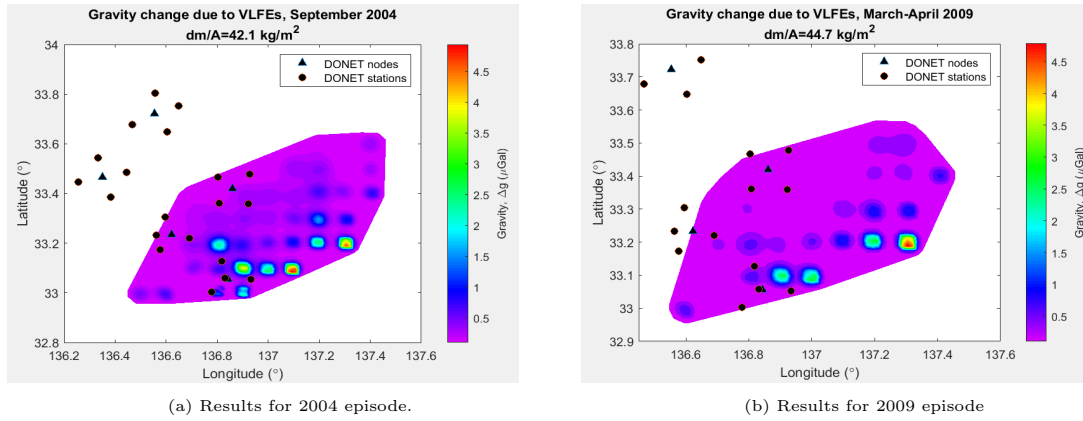 Gravity change due to VLFEs, September 2004
dm/A=42.1 kg/m²
DONET nodes
DONET stations
34
33.8
33.6
33.4
33.2
33
32.8
Latitude (°)
136.2 136.4 136.6 136.8 137 137.2 137.4 137.6
Longitude (°)
4.5
4
3.5
3
2.5
2
1.5
1
0.5
Gravity, Δg (μGal)
(a) Results for 2004 episode.
Gravity change due to VLFEs, March-April 2009
dm/A=44.7 kg/m²
DONET nodes
DONET stations
33.8
33.7
33.6
33.5
33.4
33.3
33.2
33.1
33
32.9
Latitude (°)
136.6 136.8 137 137.2 137.4 137.6
Longitude (°)
4.5
4
3.5
3
2.5
2
1.5
1
0.5
Gravity, Δg (μGal)
(b) Results for 2009 episode